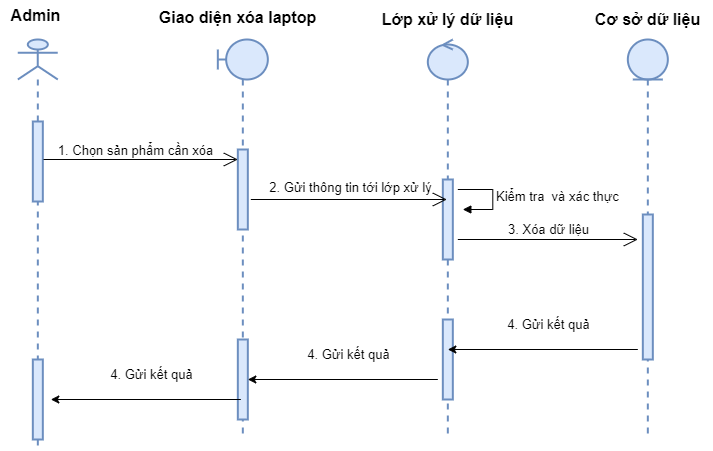 Admin
Giao diện xóa laptop
Lớp xử lý dữ liệu
Cơ sở dữ liệu
1. Chọn sản phẩm cần xóa
2. Gửi thông tin tới lớp xử lý
Kiểm tra và xác thực
3. Xóa dữ liệu
4. Gửi kết quả
4. Gửi kết quả
4. Gửi kết quả